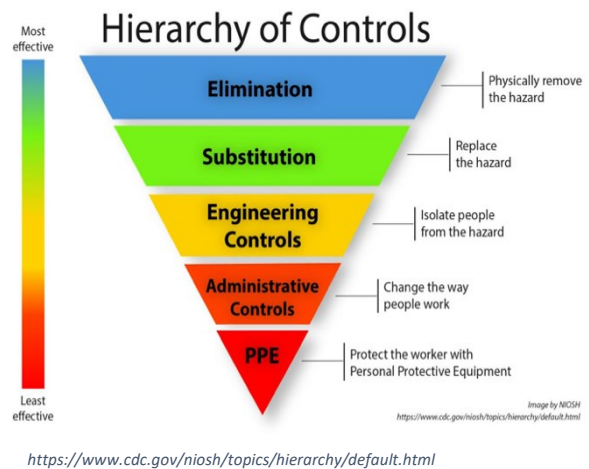 Hierarchy of Controls
Most
effective
Elimination
Physically remove
the hazard
Substitution
Replace
the hazard
Engineering
Controls
Isolate people
from the hazard
Administrative
Controls
Change the way
people work
PPE
Protect the worker with
Personal Protective Equipment
Least
effective
Image by NIOSH
https://www.cdc.gov/niosh/topics/hierarchy/default.html
https://www.cdc.gov/niosh/topics/hierarchy/default.html